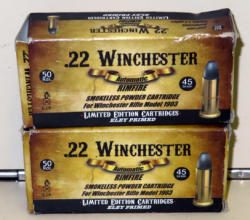 .22 WINCHESTER
Automatic
RIMFIRE
50
45
SMOKELESS POWDER CARTRIDGE
For Winchester Rifle Model 1903
LIMITED EDITION CARTRIDGES
ELEY PRIMED
.22 WINCHESTER
Automatic
RIMFIRE
50
45
SMOKELESS POWDER CARTRIDGE
For Winchester Rifle Model 1903
LIMITED EDITION CARTRIDGES
ELEY PRIMED